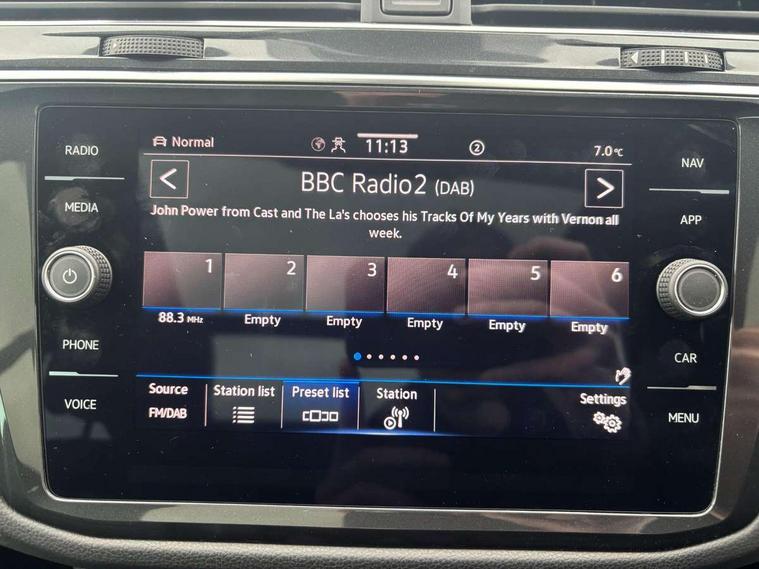 RADIO
MEDIA
PHONE
VOICE
Normal
11:13
2
7.0°C
BBC Radio2 (DAB)
John Power from Cast and The La's chooses his Tracks Of My Years with Vernon all
week.
1 2 3 4 5 6
88.3 MHz Empty Empty Empty Empty Empty
Source Station list Preset list Station Settings
FM/DAB
NAV
APP
CAR
MENU